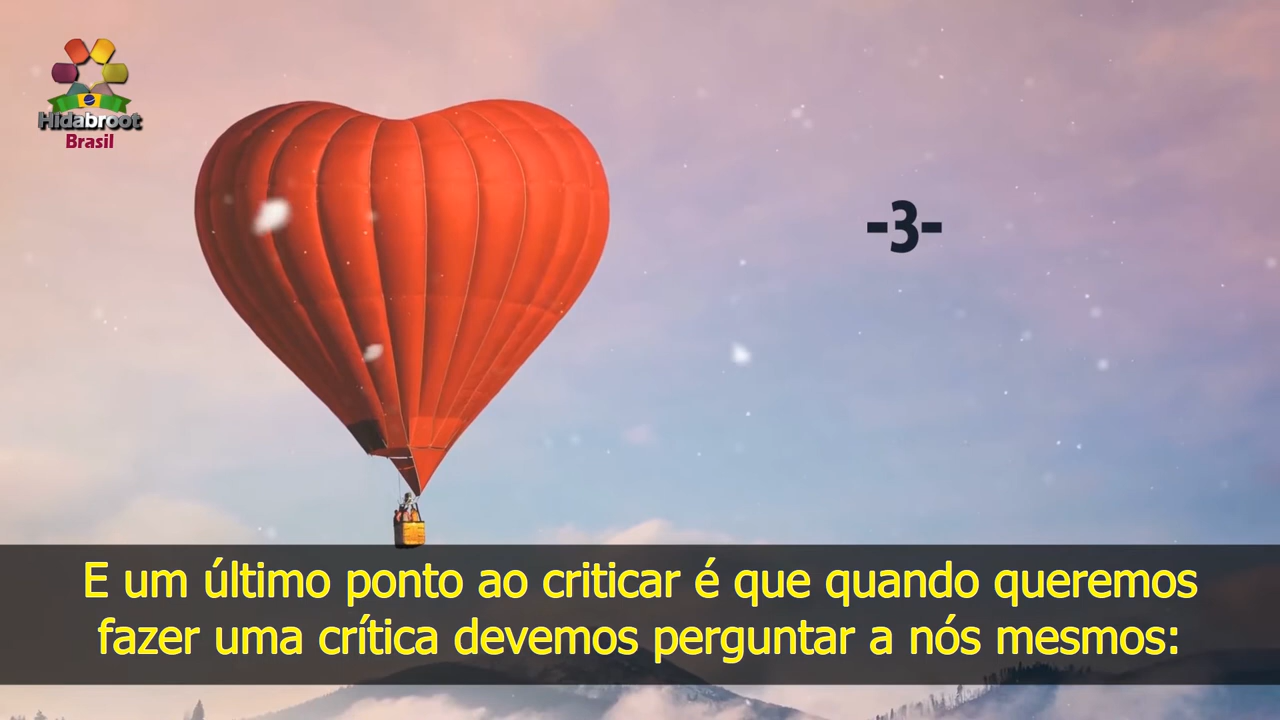 Hidabroot
Brasil
-3-
E um último ponto ao criticar é que quando queremos
fazer uma crítica devemos perguntar a nós mesmos: